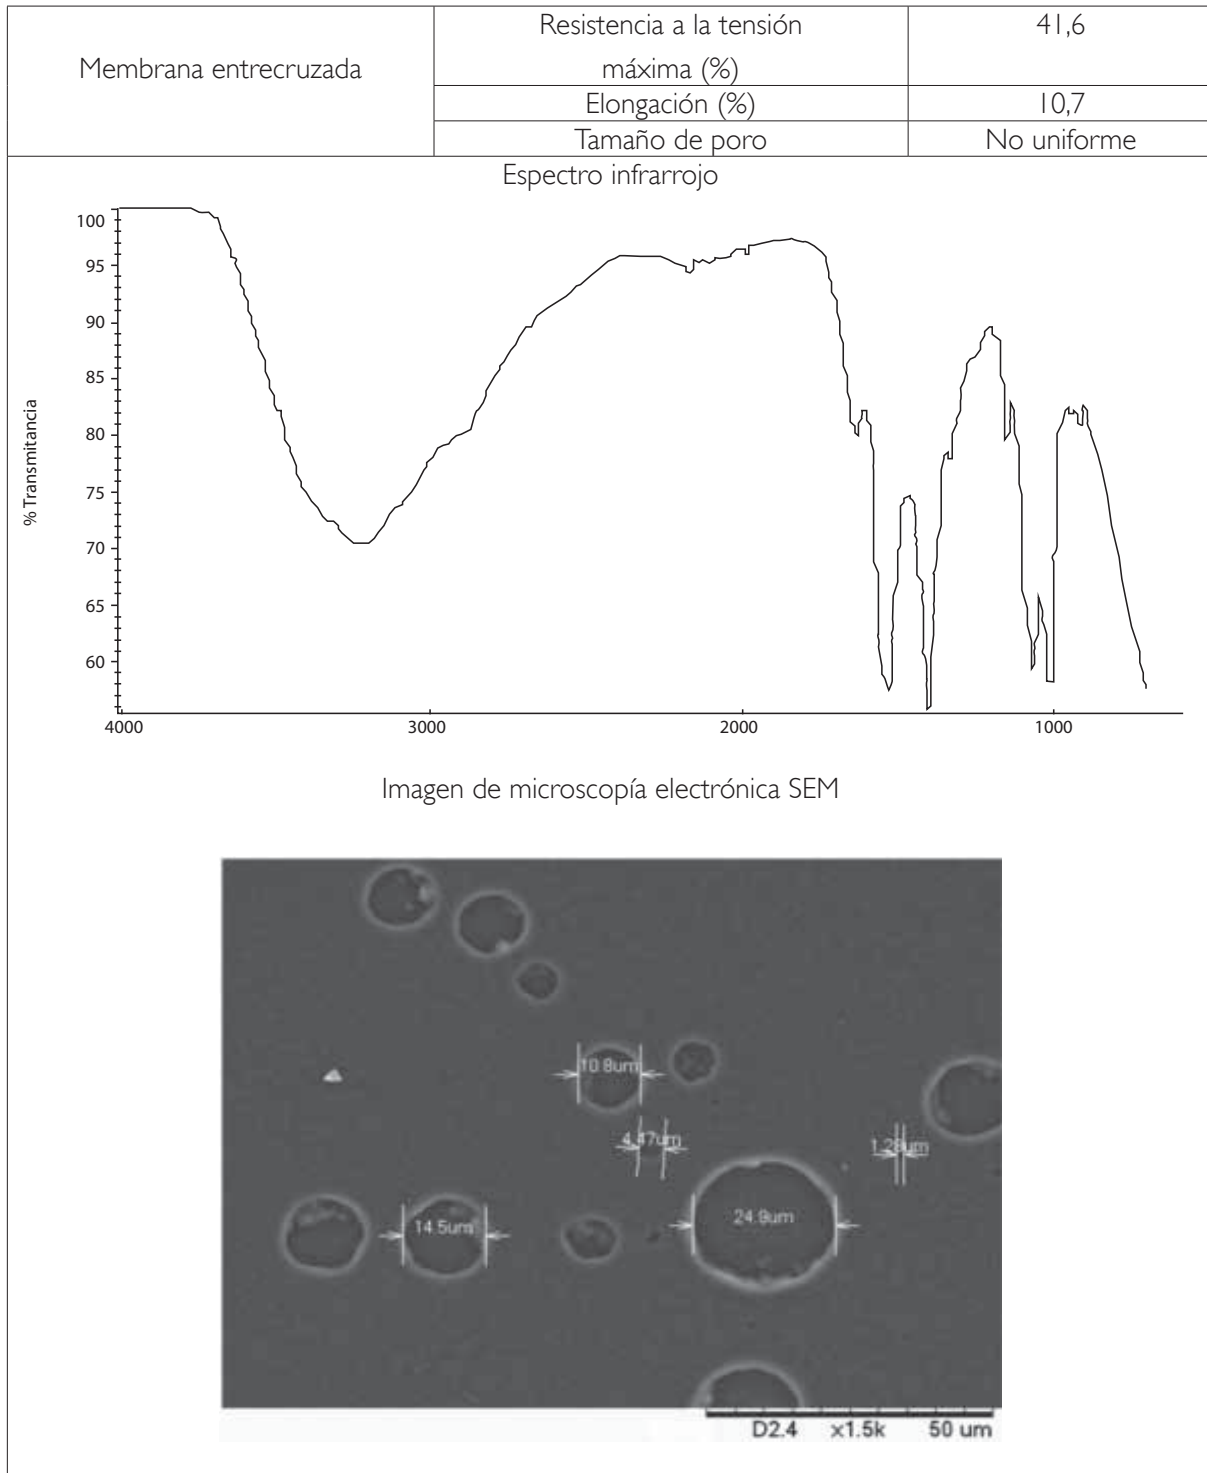 Membrana entrecruzada
Resistencia a la tensión
máxima (%)
41,6
Elongación (%)
10,7
Tamaño de poro
No uniforme
Espectro infrarrojo
% Transmitancia
100
95
90
85
80
75
70
65
60
4000
3000
2000
1000
Imagen de microscopía electrónica SEM
10.8um
4.47um
1.28um
14.5um
24.9um
D2.4 x1.5k 50 um